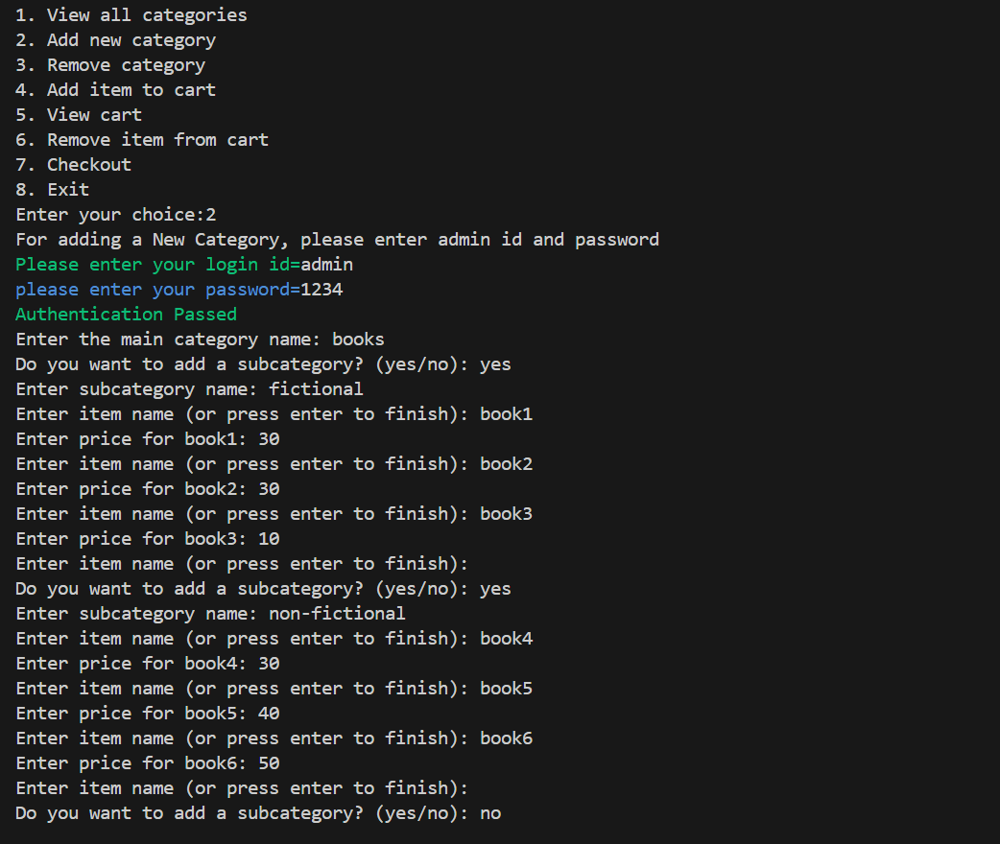 1. View all categories
2. Add new category
3. Remove category
4. Add item to cart
5. View cart
6. Remove item from cart
7. Checkout
8. Exit
Enter your choice:2
For adding a New Category, please enter admin id and password
Please enter your login id=admin
please enter your password=1234
Authentication Passed
Enter the main category name: books
Do you want to add a subcategory? (yes/no): yes
Enter subcategory name: fictional
Enter item name (or press enter to finish): book1
Enter price for book1: 30
Enter item name (or press enter to finish): book2
Enter price for book2: 30
Enter item name (or press enter to finish): book3
Enter price for book3: 10
Enter item name (or press enter to finish):
Do you want to add a subcategory? (yes/no): yes
Enter subcategory name: non-fictional
Enter item name (or press enter to finish): book4
Enter price for book4: 30
Enter item name (or press enter to finish): book5
Enter price for book5: 40
Enter item name (or press enter to finish): book6
Enter price for book6: 50
Enter item name (or press enter to finish):
Do you want to add a subcategory? (yes/no): no